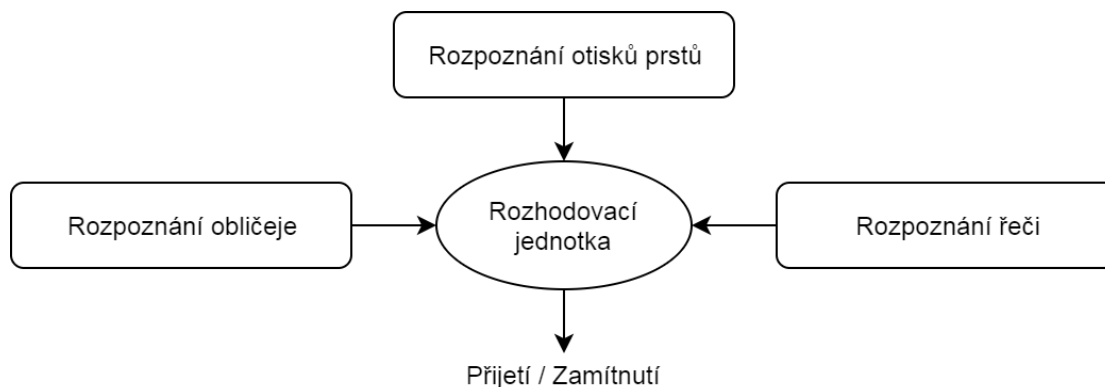 Rozpoznání otisků prstů
Rozpoznání obličeje
Rozhodovací
jednotka
Rozpoznání řeči
Přijetí / Zamítnutí